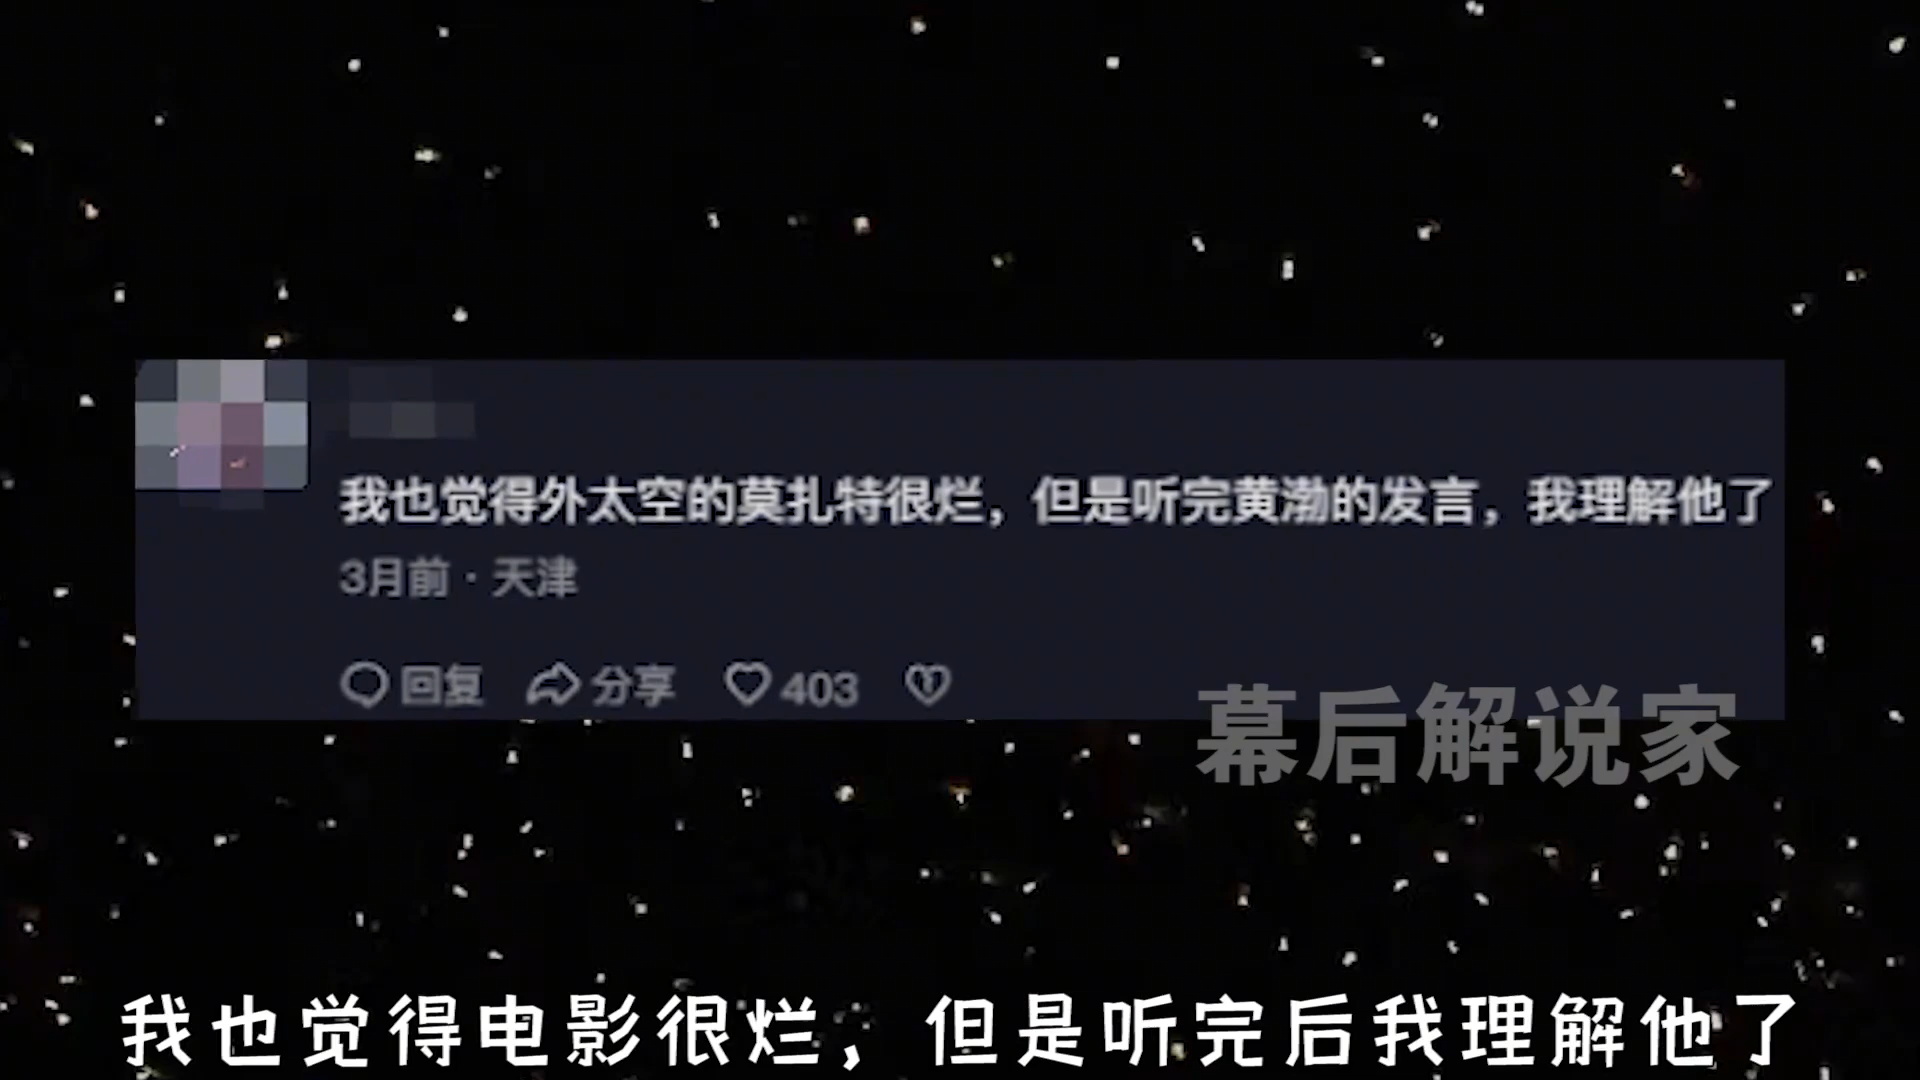 我也觉得外太空的莫扎特很烂，但是听完黄渤的发言，我理解他了
3月前·天津
回复 分享 403
幕后解说家
我也觉得电影很烂，但是听完后我理解他了